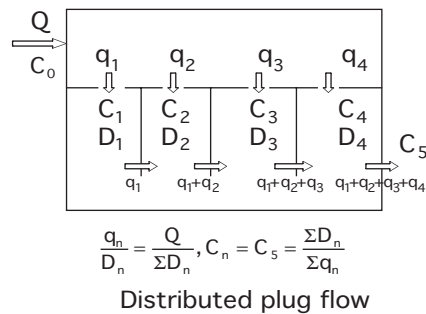 Q
C₀ q₁ q₂ q₃ q₄
C₁ C₂ C₃ C₄
D₁ D₂ D₃ D₄ C₅
q₁ q₁+q₂ q₁+q₂+q₃ q₁+q₂+q₃+q₄
qₙ/Dₙ = Q/ΣDₙ, Cₙ = C₅ = ΣDₙ/Σqₙ
Distributed plug flow